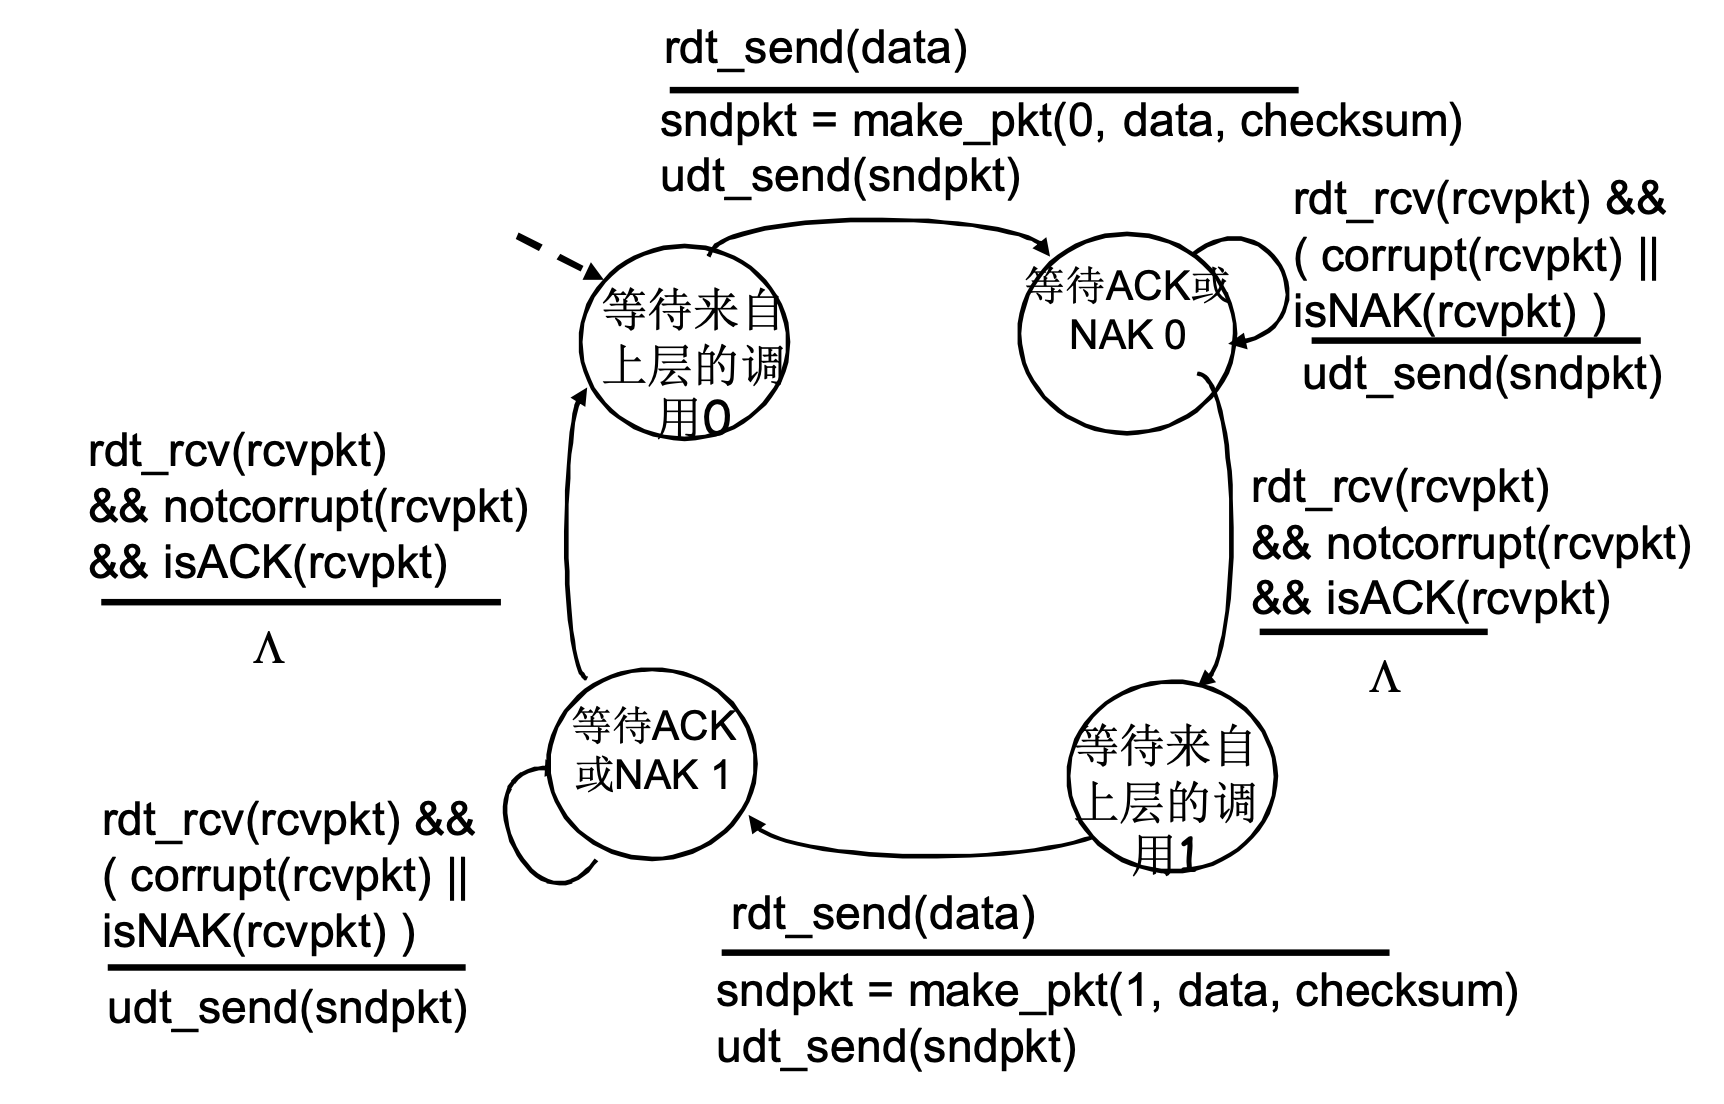 rdt_send(data)
sndpkt = make_pkt(0, data, checksum)
udt_send(sndpkt)
rdt_rcv(rcvpkt) &&
( corrupt(rcvpkt) ||
isNAK(rcvpkt) )
udt_send(sndpkt)
等待来自
上层的调
用0
等待ACK或
NAK 0
rdt_rcv(rcvpkt)
&& notcorrupt(rcvpkt)
&& isACK(rcvpkt)
Λ
rdt_rcv(rcvpkt)
&& notcorrupt(rcvpkt)
&& isACK(rcvpkt)
Λ
等待ACK
或NAK 1
等待来自
上层的调
用1
rdt_rcv(rcvpkt) &&
( corrupt(rcvpkt) ||
isNAK(rcvpkt) )
udt_send(sndpkt)
rdt_send(data)
sndpkt = make_pkt(1, data, checksum)
udt_send(sndpkt)